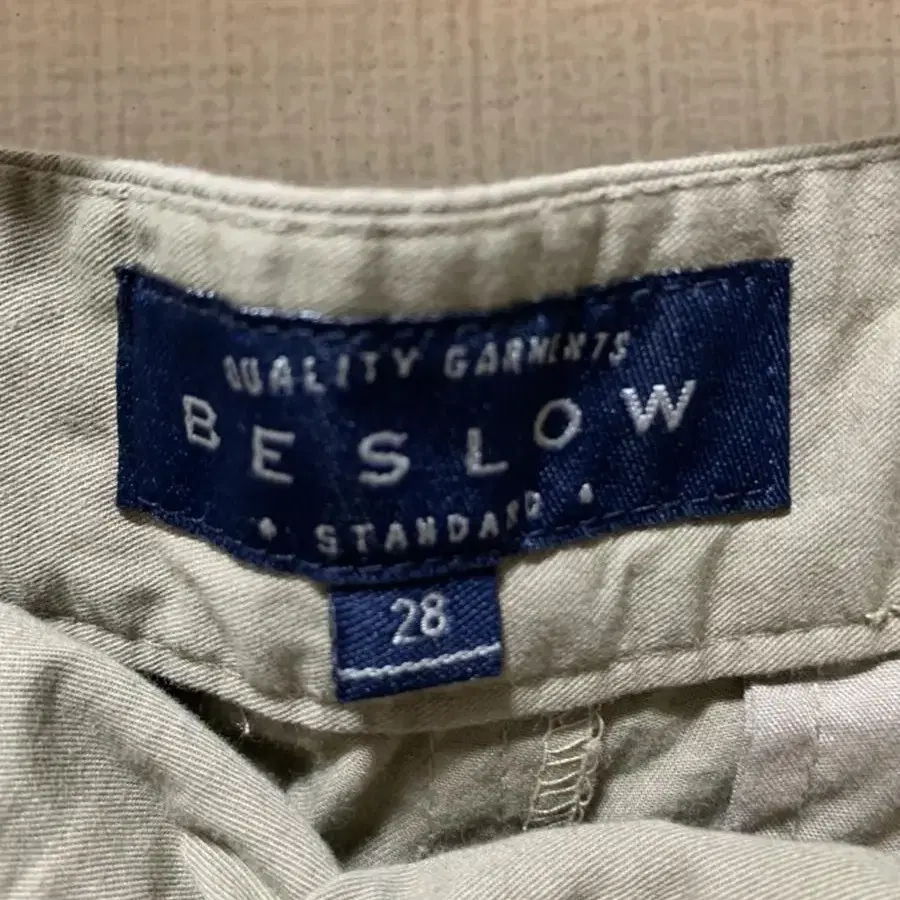 QUALITY GARMENTS
BESLOW
STANDARD
28